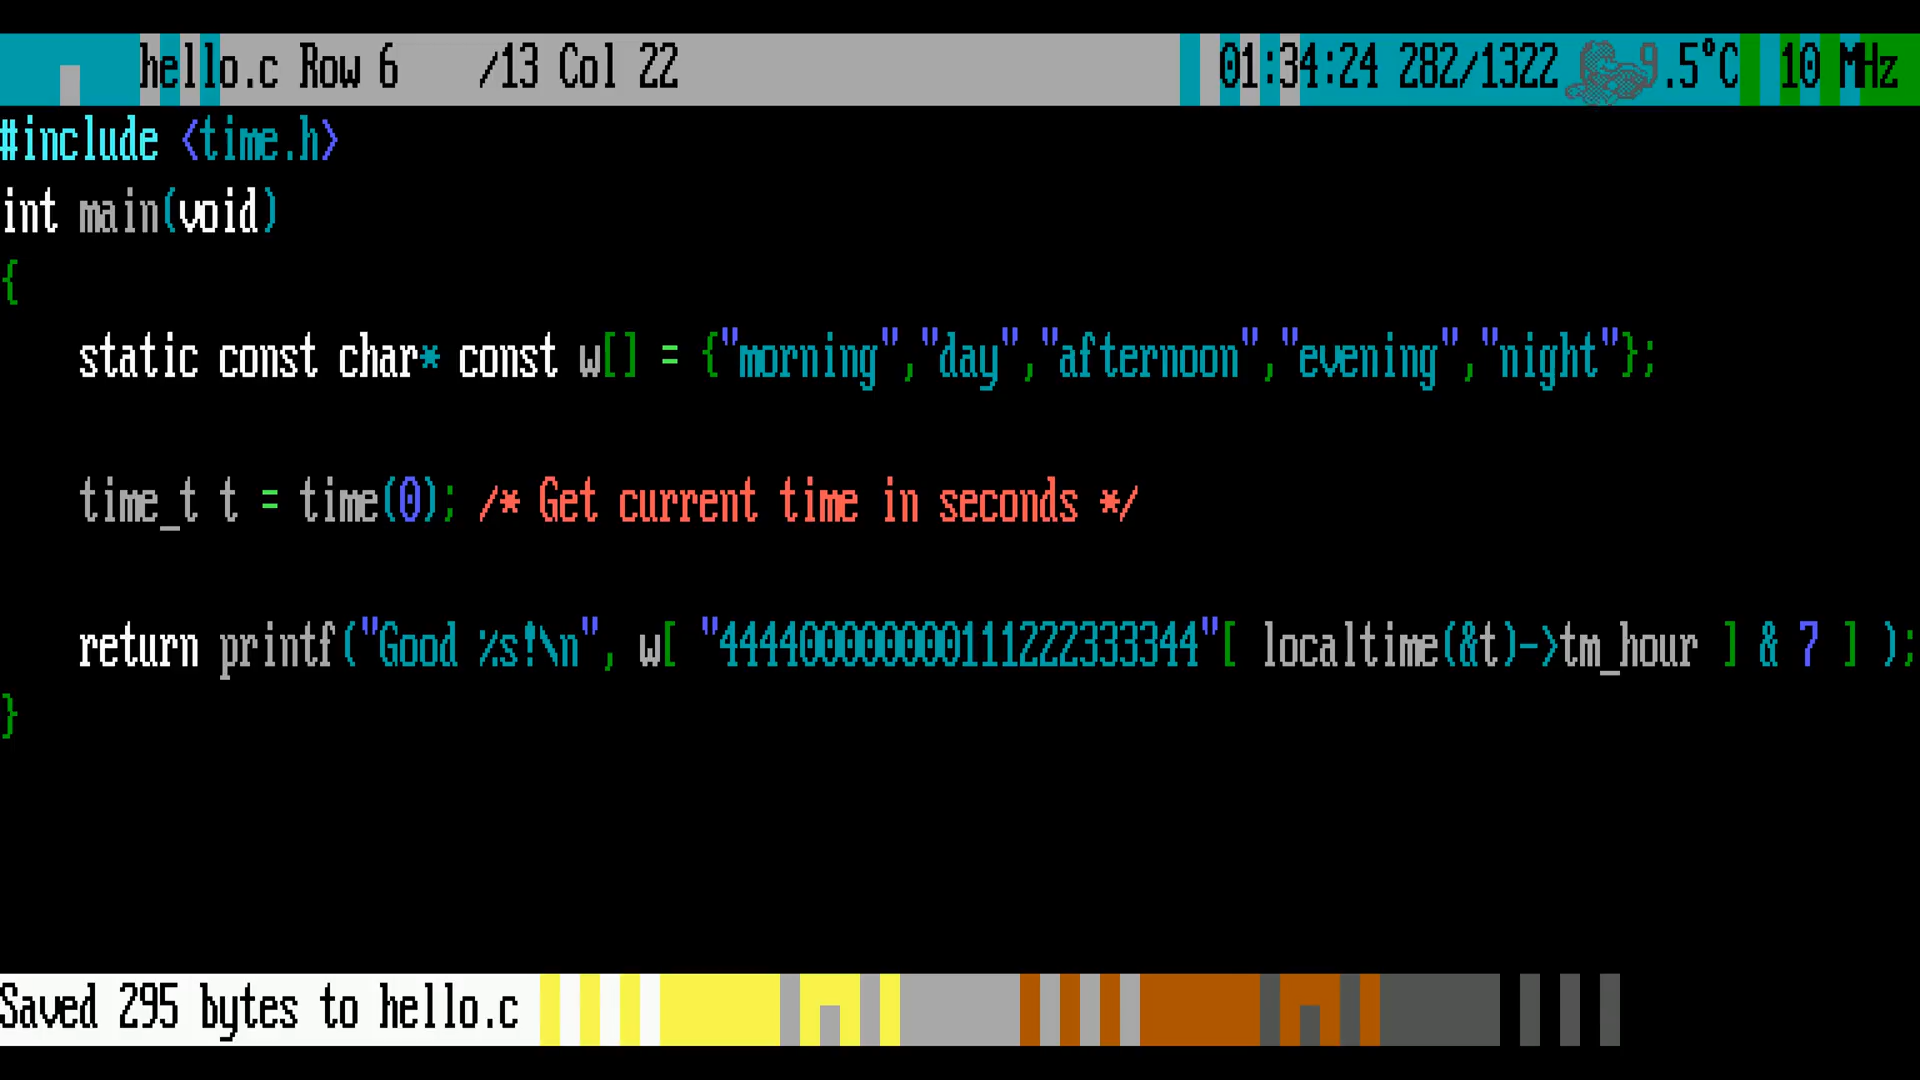 hello.c Row 6 /13 Col 22 01:34:24 282/1322 9.5°C 10 MHz
#include <time.h>
int main(void)
{
static const char* const w[] = {"morning","day","afternoon","evening","night"};
time_t t = time(0); /* Get current time in seconds */
return printf("Good %s!\n", w[ "444400000000111222333344"[ localtime(&t)->tm_hour ] & 7 ] );
}
Saved 295 bytes to hello.c